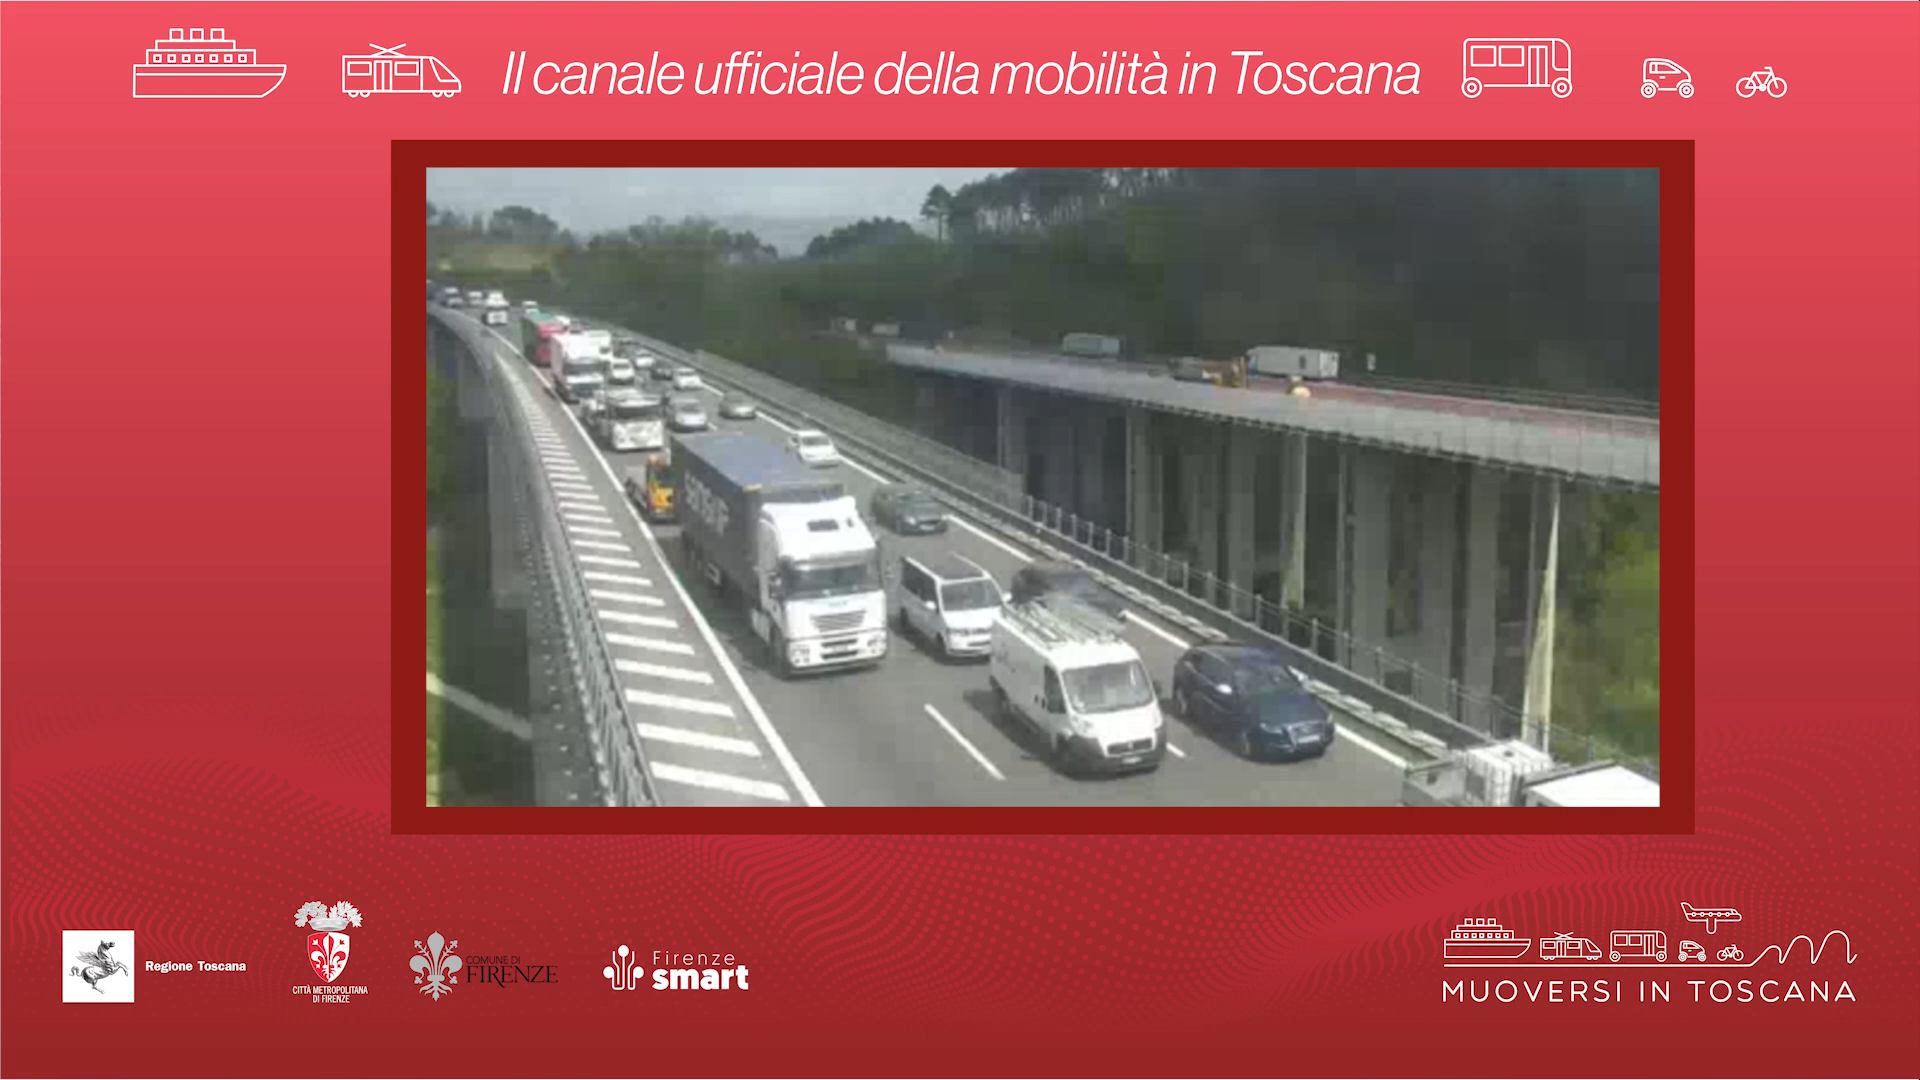 Il canale ufficiale della mobilità in Toscana
Regione Toscana
CITTÀ METROPOLITANA
DI FIRENZE
COMUNE DI
FIRENZE
Firenze
smart
MUOVERSI IN TOSCANA